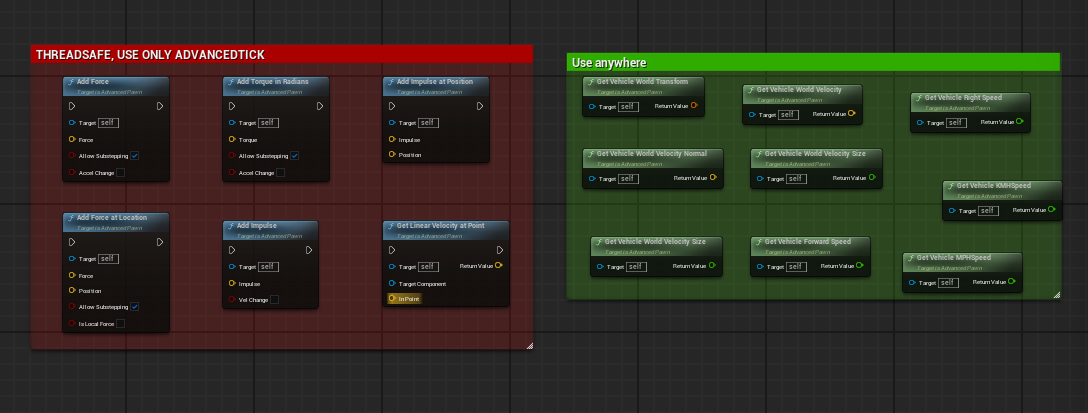 THREADSAFE, USE ONLY ADVANCEDTICK
Add Force
Target is Advanced Pawn
Target self
Force
Allow Substepping
Accel Change
Add Torque in Radians
Target is Advanced Pawn
Target self
Torque
Allow Substepping
Accel Change
Add Impulse at Position
Target is Advanced Pawn
Target self
Impulse
Position
Add Force at Location
Target is Advanced Pawn
Target self
Force
Position
Allow Substepping
Is Local Force
Add Impulse
Target is Advanced Pawn
Target self
Impulse
Vel Change
Get Linear Velocity at Point
Target is Advanced Pawn
Target self Return Value
Target Component
In Point
Use anywhere
Get Vehicle World Transform
Target is Advanced Pawn
Target self Return Value
Get Vehicle World Velocity
Target is Advanced Pawn
Target self Return Value
Get Vehicle Right Speed
Target is Advanced Pawn
Target self Return Value
Get Vehicle World Velocity Normal
Target is Advanced Pawn
Target self Return Value
Get Vehicle World Velocity Size
Target is Advanced Pawn
Target self Return Value
Get Vehicle KMHSpeed
Target is Advanced Pawn
Target self Return Value
Get Vehicle World Velocity Size
Target is Advanced Pawn
Target self Return Value
Get Vehicle Forward Speed
Target is Advanced Pawn
Target self Return Value
Get Vehicle MPHSpeed
Target is Advanced Pawn
Target self Return Value